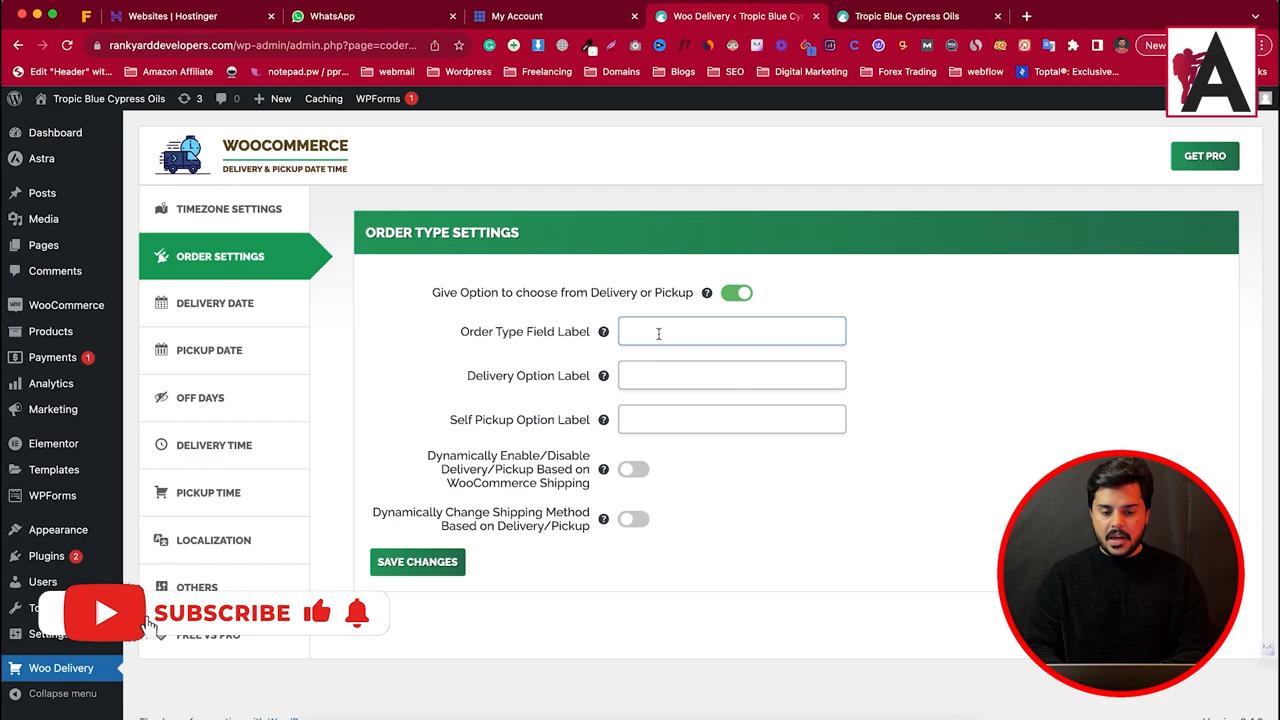 Websites | Hostinger
WhatsApp
My Account
Woo Delivery ‹ Tropic Blue Cy
Tropic Blue Cypress Oils
rankyarddevelopers.com/wp-admin/admin.php?page=coder...
New
Edit "Header" wit...
Amazon Affiliate
notepad.pw / ppr...
webmail
Wordpress
Freelancing
Domains
Blogs
SEO
Digital Marketing
Forex Trading
webflow
Toptal®: Exclusive...
ks
A
Tropic Blue Cypress Oils
3
0
New
Caching
WPForms 1
Dashboard
Astra
Posts
Media
Pages
Comments
WooCommerce
Products
Payments 1
Analytics
Marketing
Elementor
Templates
WPForms
Appearance
Plugins 2
Users
To
Settings
Woo Delivery
Collapse menu
WOOCOMMERCE
DELIVERY & PICKUP DATE TIME
GET PRO
TIMEZONE SETTINGS
ORDER SETTINGS
DELIVERY DATE
PICKUP DATE
OFF DAYS
DELIVERY TIME
PICKUP TIME
LOCALIZATION
OTHERS
FREE VS PRO
ORDER TYPE SETTINGS
Give Option to choose from Delivery or Pickup
Order Type Field Label
Delivery Option Label
Self Pickup Option Label
Dynamically Enable/Disable
Delivery/Pickup Based on
WooCommerce Shipping
Dynamically Change Shipping Method
Based on Delivery/Pickup
SAVE CHANGES
SUBSCRIBE